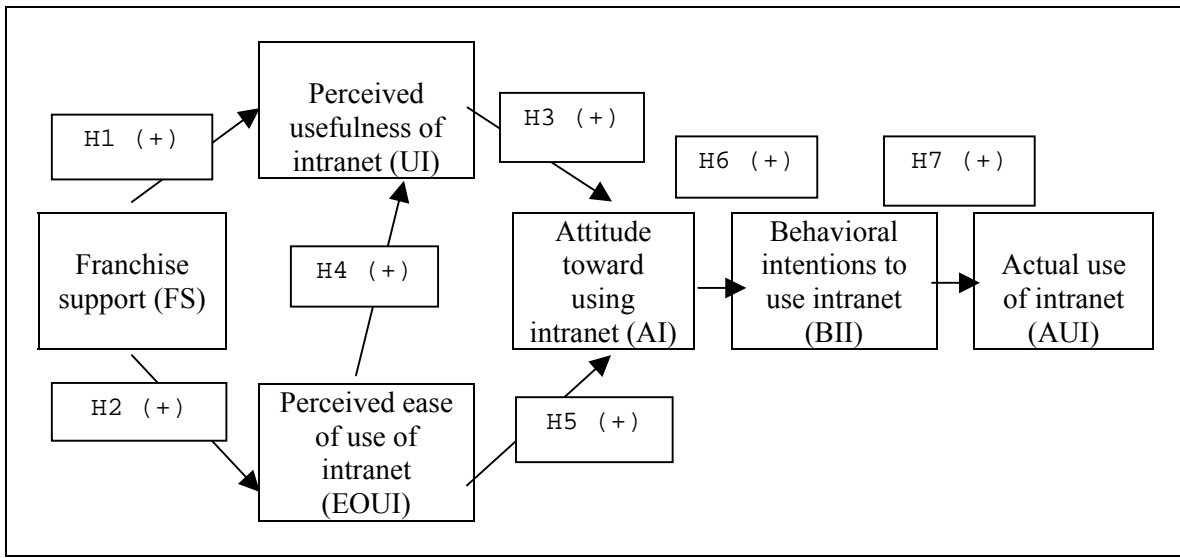 H1 (+)
Perceived
usefulness of
intranet (UI)
H3 (+)
H6 (+)
H7 (+)
Franchise
support (FS)
H4 (+)
Attitude
toward
using
intranet (AI)
Behavioral
intentions to
use intranet
(BII)
Actual use
of intranet
(AUI)
H2 (+)
Perceived ease
of use of
intranet
(EOUI)
H5 (+)